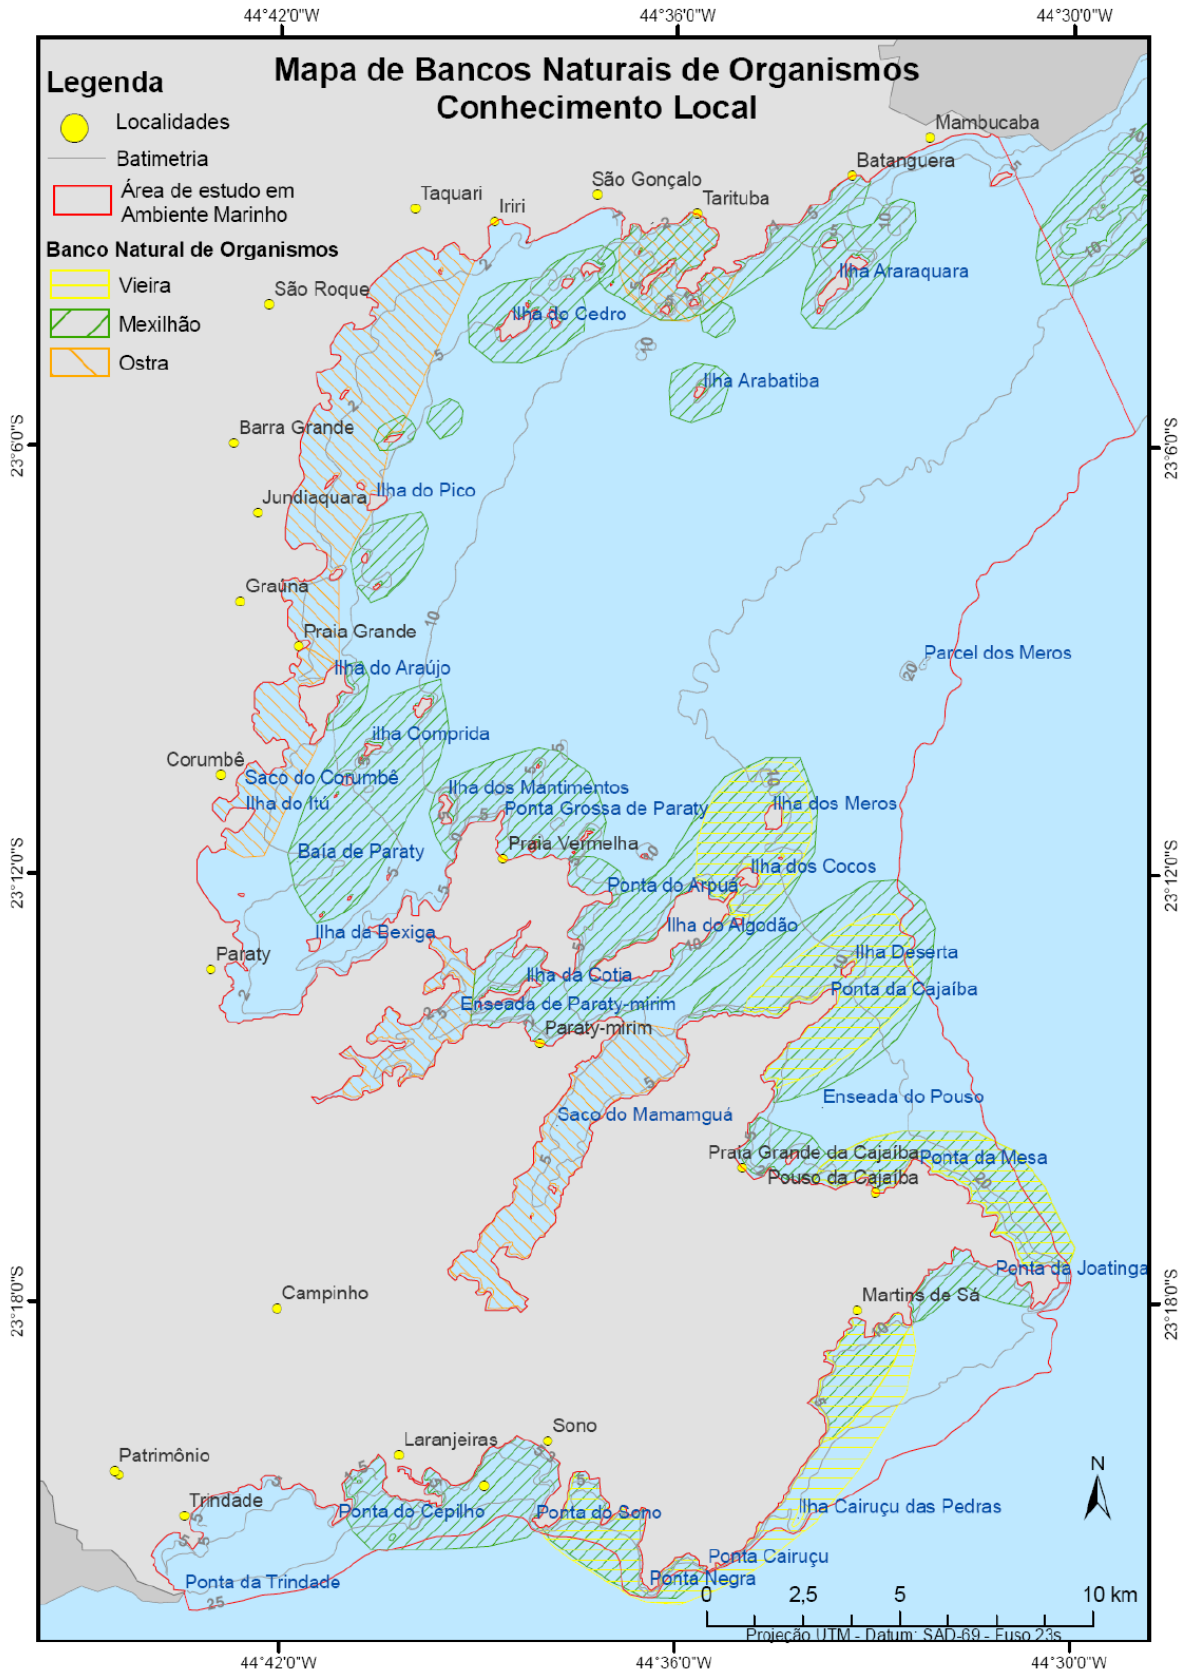 44°42'0"W
44°36'0"W
44°30'0"W
Mapa de Bancos Naturais de Organismos
Conhecimento Local
Legenda
Localidades
Batimetria
Área de estudo em
Ambiente Marinho
Banco Natural de Organismos
Vieira
Mexilhão
Ostra
Mambucaba
Batanguera
São Gonçalo
Tarituba
Taquari
Iriri
Ilha Araraquara
São Roque
Ilha do Cedro
Ilha Arabatiba
Barra Grande
23°6'0"S
23°6'0"S
Ilha do Pico
Jundiaquara
Graúna
Praia Grande
Ilha do Araújo
Parcel dos Meros
ilha Comprida
Corumbê
Saco do Corumbê
Ilha do Itú
Ilha dos Mantimentos
Ponta Grossa de Paraty
Ilha dos Meros
Praia Vermelha
Baía de Paraty
Ilha dos Cocos
23°12'0"S
23°12'0"S
Ponta do Arpuá
Ilha do Algodão
Ilha da Bexiga
Paraty
Ilha Deserta
Ilha da Cotia
Ponta da Cajaíba
Enseada de Paraty-mirim
Paraty-mirim
Enseada do Pouso
Saco do Mamamguá
Praia Grande da Cajaíba
Ponta da Mesa
Pouso da Cajaíba
Ponta da Joatinga
Campinho
Martins de Sá
23°18'0"S
23°18'0"S
Sono
Laranjeiras
Patrimônio
Trindade
Ponta do Cepilho
Ponta do Sono
Ilha Cairuçu das Pedras
N
Ponta Cairuçu
Ponta Negra
Ponta da Trindade
25
0 2,5 5 10 km
Projeção UTM - Datum: SAD-69 - Fuso 23s
44°42'0"W
44°36'0"W
44°30'0"W